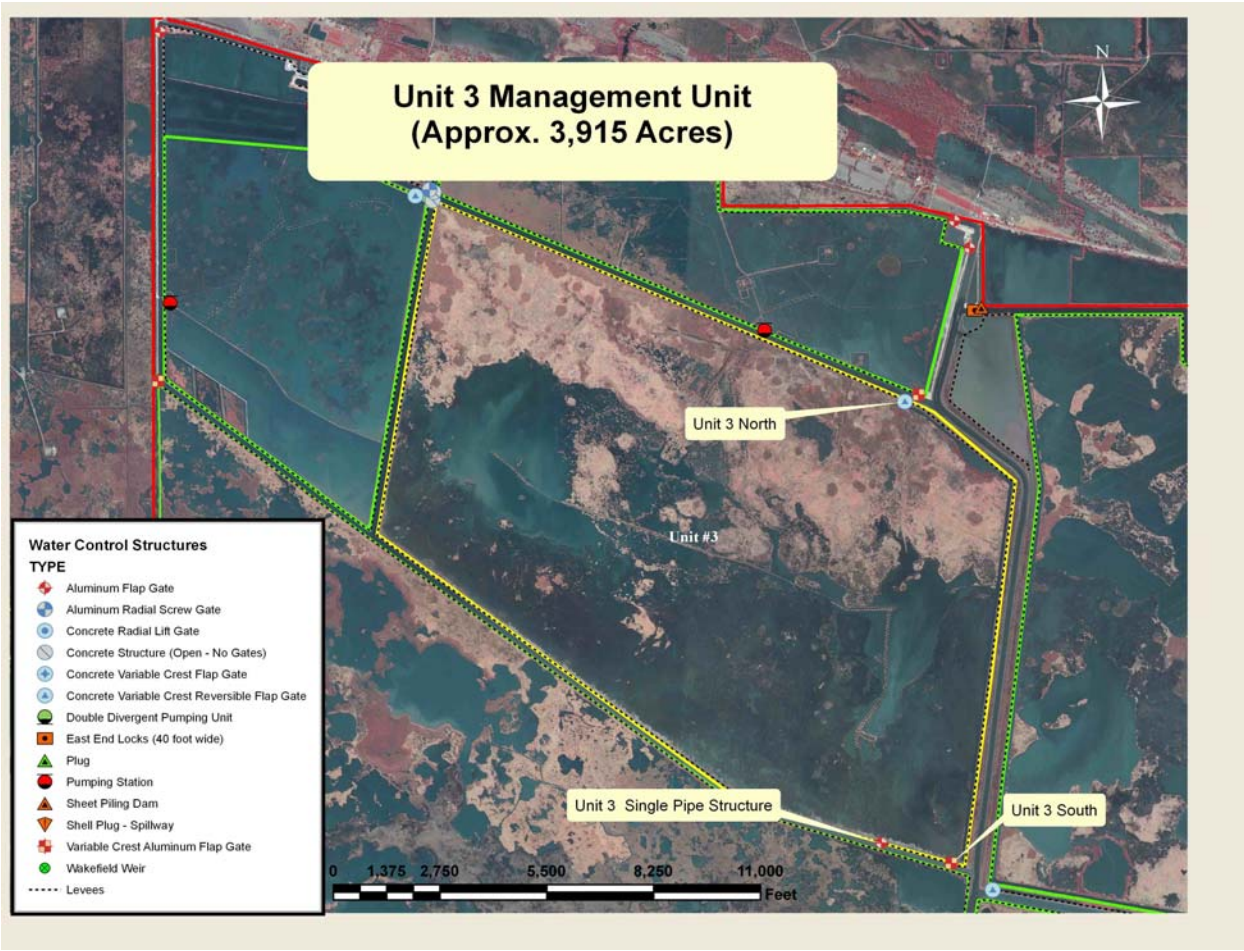 Unit 3 Management Unit
(Approx. 3,915 Acres)
N
Unit 3 North
Unit #3
Unit 3 Single Pipe Structure
Unit 3 South
Water Control Structures
TYPE
Aluminum Flap Gate
Aluminum Radial Screw Gate
Concrete Radial Lift Gate
Concrete Structure (Open - No Gates)
Concrete Variable Crest Flap Gate
Concrete Variable Crest Reversible Flap Gate
Double Divergent Pumping Unit
East End Locks (40 foot wide)
Plug
Pumping Station
Sheet Piling Dam
Shell Plug - Spillway
Variable Crest Aluminum Flap Gate
Wakefield Weir
Levees
0 1,375 2,750 5,500 8,250 11,000
Feet